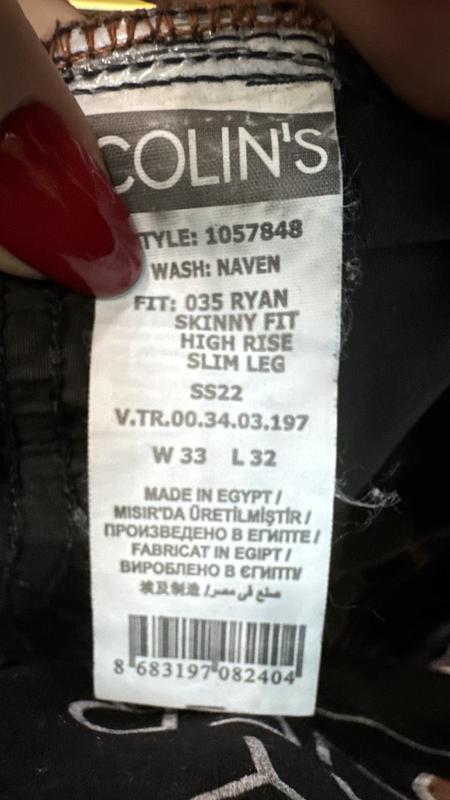 COLIN'S
STYLE: 1057848
WASH: NAVEN
FIT: 035 RYAN
SKINNY FIT
HIGH RISE
SLIM LEG
SS22
V.TR.00.34.03.197
W 33 L 32
MADE IN EGYPT /
MISIR'DA ÜRETİLMİŞTİR /
ПРОИЗВЕДЕНО В ЕГИПТЕ /
FABRICAT IN EGIPT /
ВИРОБЛЕНО В ЄГИПТІ/
埃及制造 / صنع في مصر
8 683197 082404